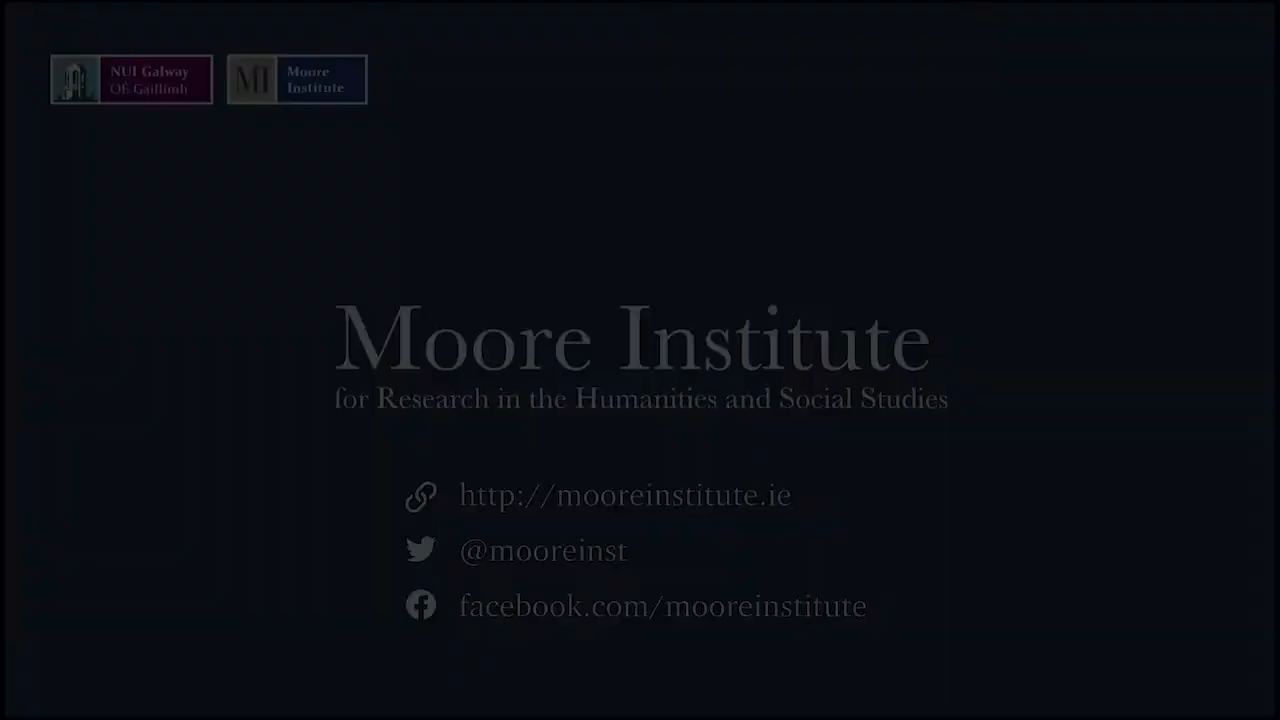 NUI Galway
OÉ Gaillimh
MI
Moore
Institute
Moore Institute
for Research in the Humanities and Social Studies
http://mooreinstitute.ie
@mooreinst
facebook.com/mooreinstitute